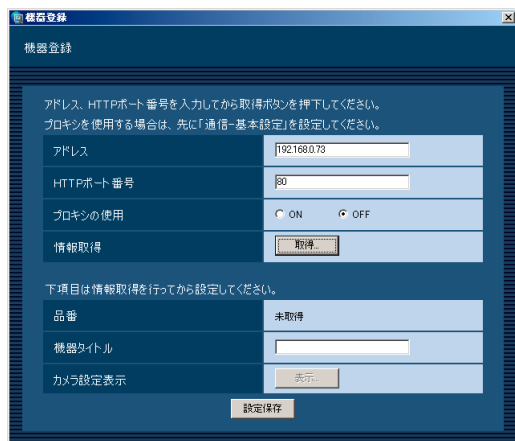 機器登録
機器登録
アドレス、HTTPポート番号を入力してから取得ボタンを押下してください。
プロキシを使用する場合は、先に「通信-基本設定」を設定してください。
アドレス 192.168.0.73
HTTPポート番号 80
プロキシの使用 ON OFF
情報取得 取得...
下項目は情報取得を行ってから設定してください。
品番 未取得
機器タイトル
カメラ設定表示 表示...
設定保存